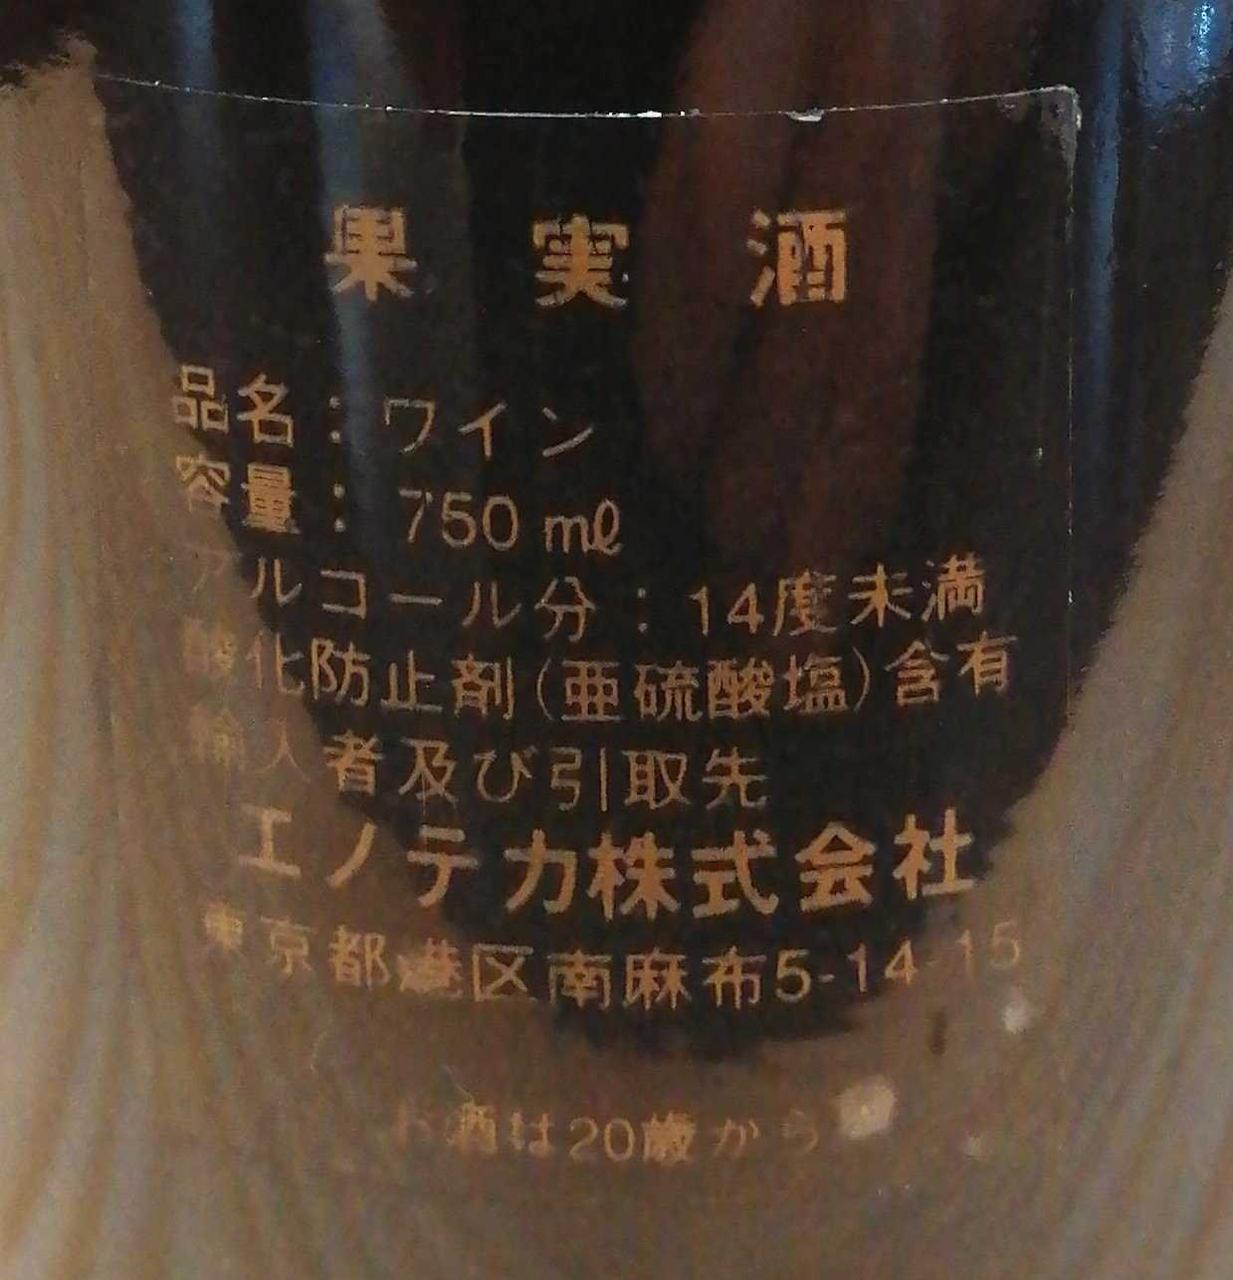 果実酒
品名：ワイン
容量：750 ml
アルコール分：14度未満
酸化防止剤（亜硫酸塩）含有
輸入者及び引取先
エノテカ株式会社
東京都港区南麻布5-14-15
お酒は20歳から